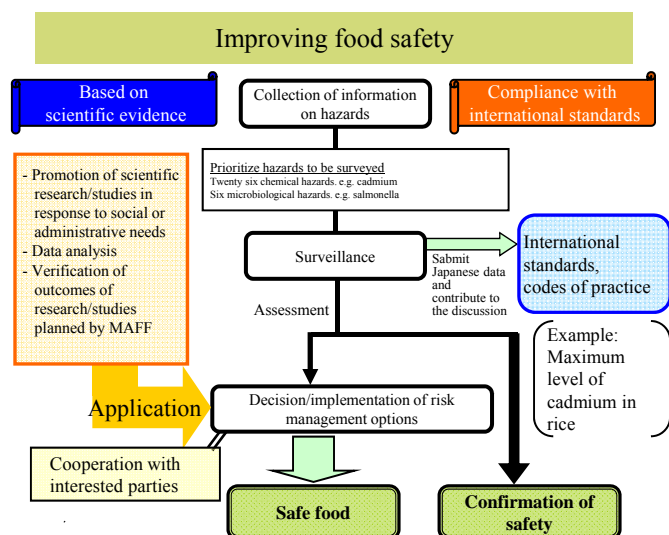 Improving food safety
Based on
scientific evidence
Collection of information
on hazards
Compliance with
international standards
Prioritize hazards to be surveyed
Twenty six chemical hazards. e.g. cadmium
Six microbiological hazards. e.g. salmonella
- Promotion of scientific
research/studies in
response to social or
administrative needs
- Data analysis
- Verification of
outcomes of
research/studies
planned by MAFF
Surveillance
Sabmit
Japanese data
and
contribute to
the discussion
International
standards,
codes of practice
Assessment
Example:
Maximum
level of
cadmium in
rice
Application
Decision/implementation of risk
management options
Cooperation with
interested parties
Safe food
Confirmation of
safety